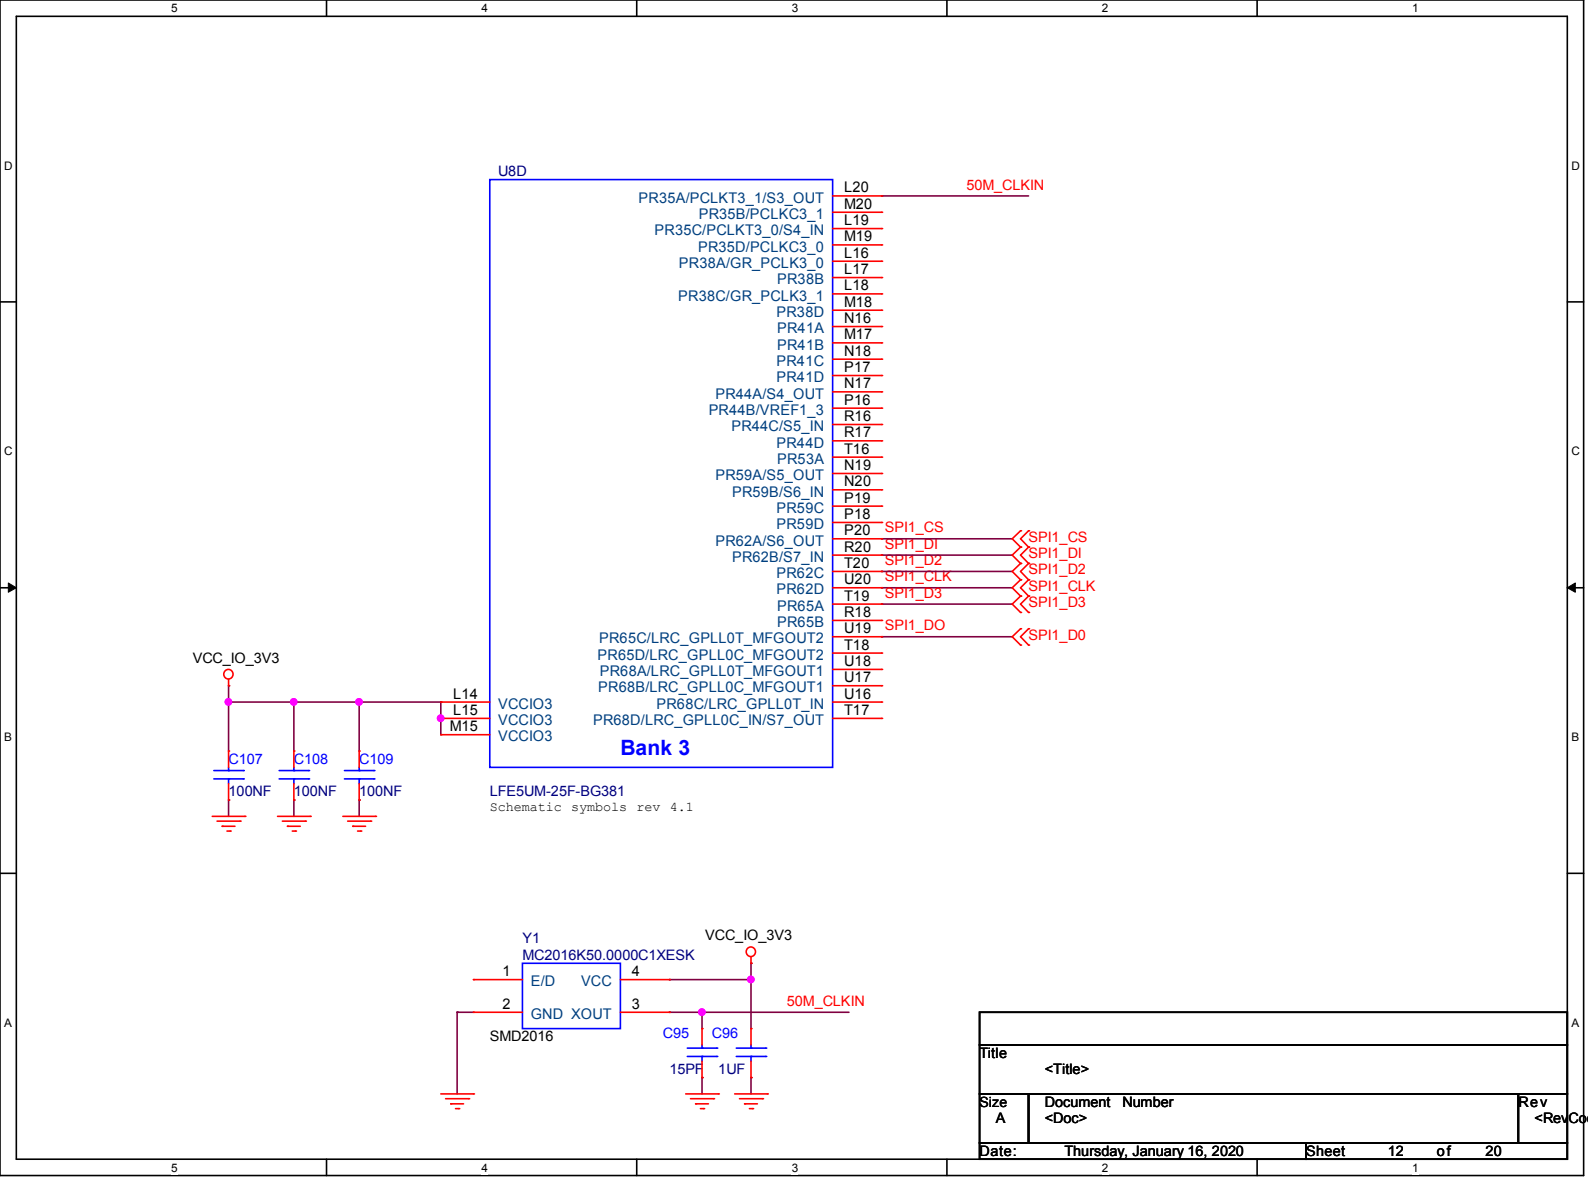 5 4 3 2 1
D D
U8D
PR35A/PCLKT3_1/S3_OUT L20 50M_CLKIN
PR35B/PCLKC3_1 M20
PR35C/PCLKT3_0/S4_IN L19
PR35D/PCLKC3_0 M19
PR38A/GR_PCLK3_0 L16
PR38B L17
PR38C/GR_PCLK3_1 L18
PR38D M18
PR41A N16
PR41B M17
PR41C N18
PR41D P17
PR44A/S4_OUT N17
PR44B/VREF1_3 P16
PR44C/S5_IN R16
PR44D R17
PR53A T16
C C
PR59A/S5_OUT N19
PR59B/S6_IN N20
PR59C P19
PR59D P18
PR62A/S6_OUT P20 SPI1_CS SPI1_CS
PR62B/S7_IN R20 SPI1_DI SPI1_DI
PR62C T20 SPI1_D2 SPI1_D2
PR62D U20 SPI1_CLK SPI1_CLK
PR65A T19 SPI1_D3 SPI1_D3
PR65B R18
PR65C/LRC_GPLL0T_MFGOUT2 U19 SPI1_DO SPI1_D0
PR65D/LRC_GPLL0C_MFGOUT2 T18
PR68A/LRC_GPLL0T_MFGOUT1 U18
PR68B/LRC_GPLL0C_MFGOUT1 U17
PR68C/LRC_GPLL0T_IN U16
PR68D/LRC_GPLL0C_IN/S7_OUT T17
VCC_IO_3V3
L14 VCCIO3
L15 VCCIO3
M15 VCCIO3
B B
Bank 3
C107 C108 C109
100NF 100NF 100NF
LFE5UM-25F-BG381
Schematic symbols rev 4.1
Y1
MC2016K50.0000C1XESK
VCC_IO_3V3
1 E/D VCC 4
2 GND XOUT 3 50M_CLKIN
SMD2016
C95 C96
15PF 1UF
A A
Title
<Title>
Size Document Number Rev
A <Doc> <RevCo
Date: Thursday, January 16, 2020 Sheet 12 of 20
5 4 3 2 1